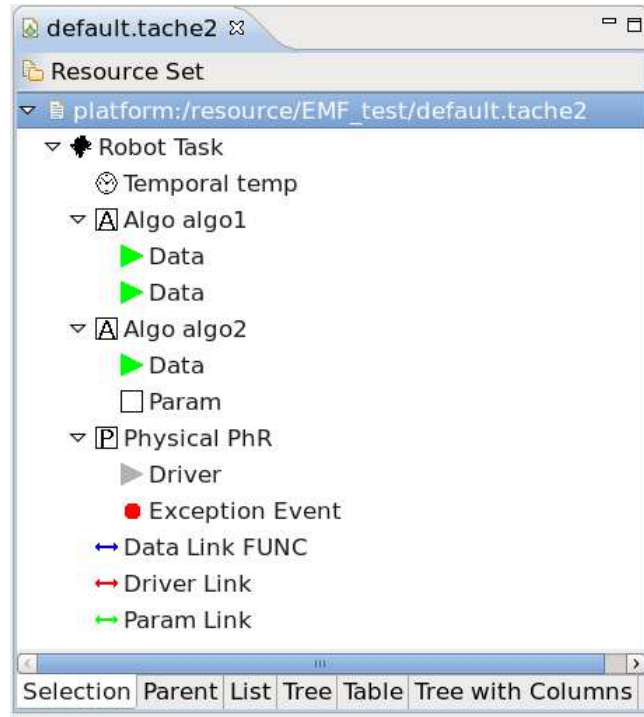 default.tache2
Resource Set
platform:/resource/EMF_test/default.tache2
Robot Task
Temporal temp
A Algo algo1
Data
Data
A Algo algo2
Data
Param
P Physical PhR
Driver
Exception Event
Data Link FUNC
Driver Link
Param Link
Selection Parent List Tree Table Tree with Columns